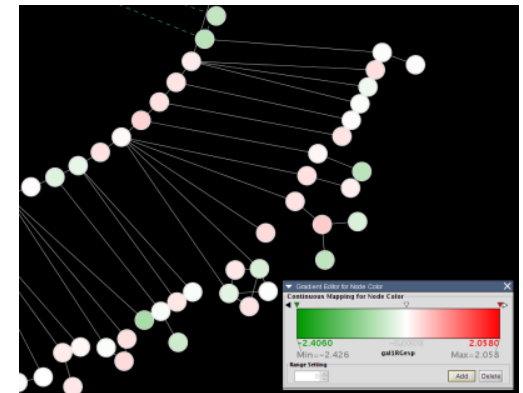 Gradient Editor for Node Color
Continuous Mapping for Node Color
-2.4060 2.0580
Min=-2.426 gal1RGexp Max=2.058
Range Setting
Add Delete